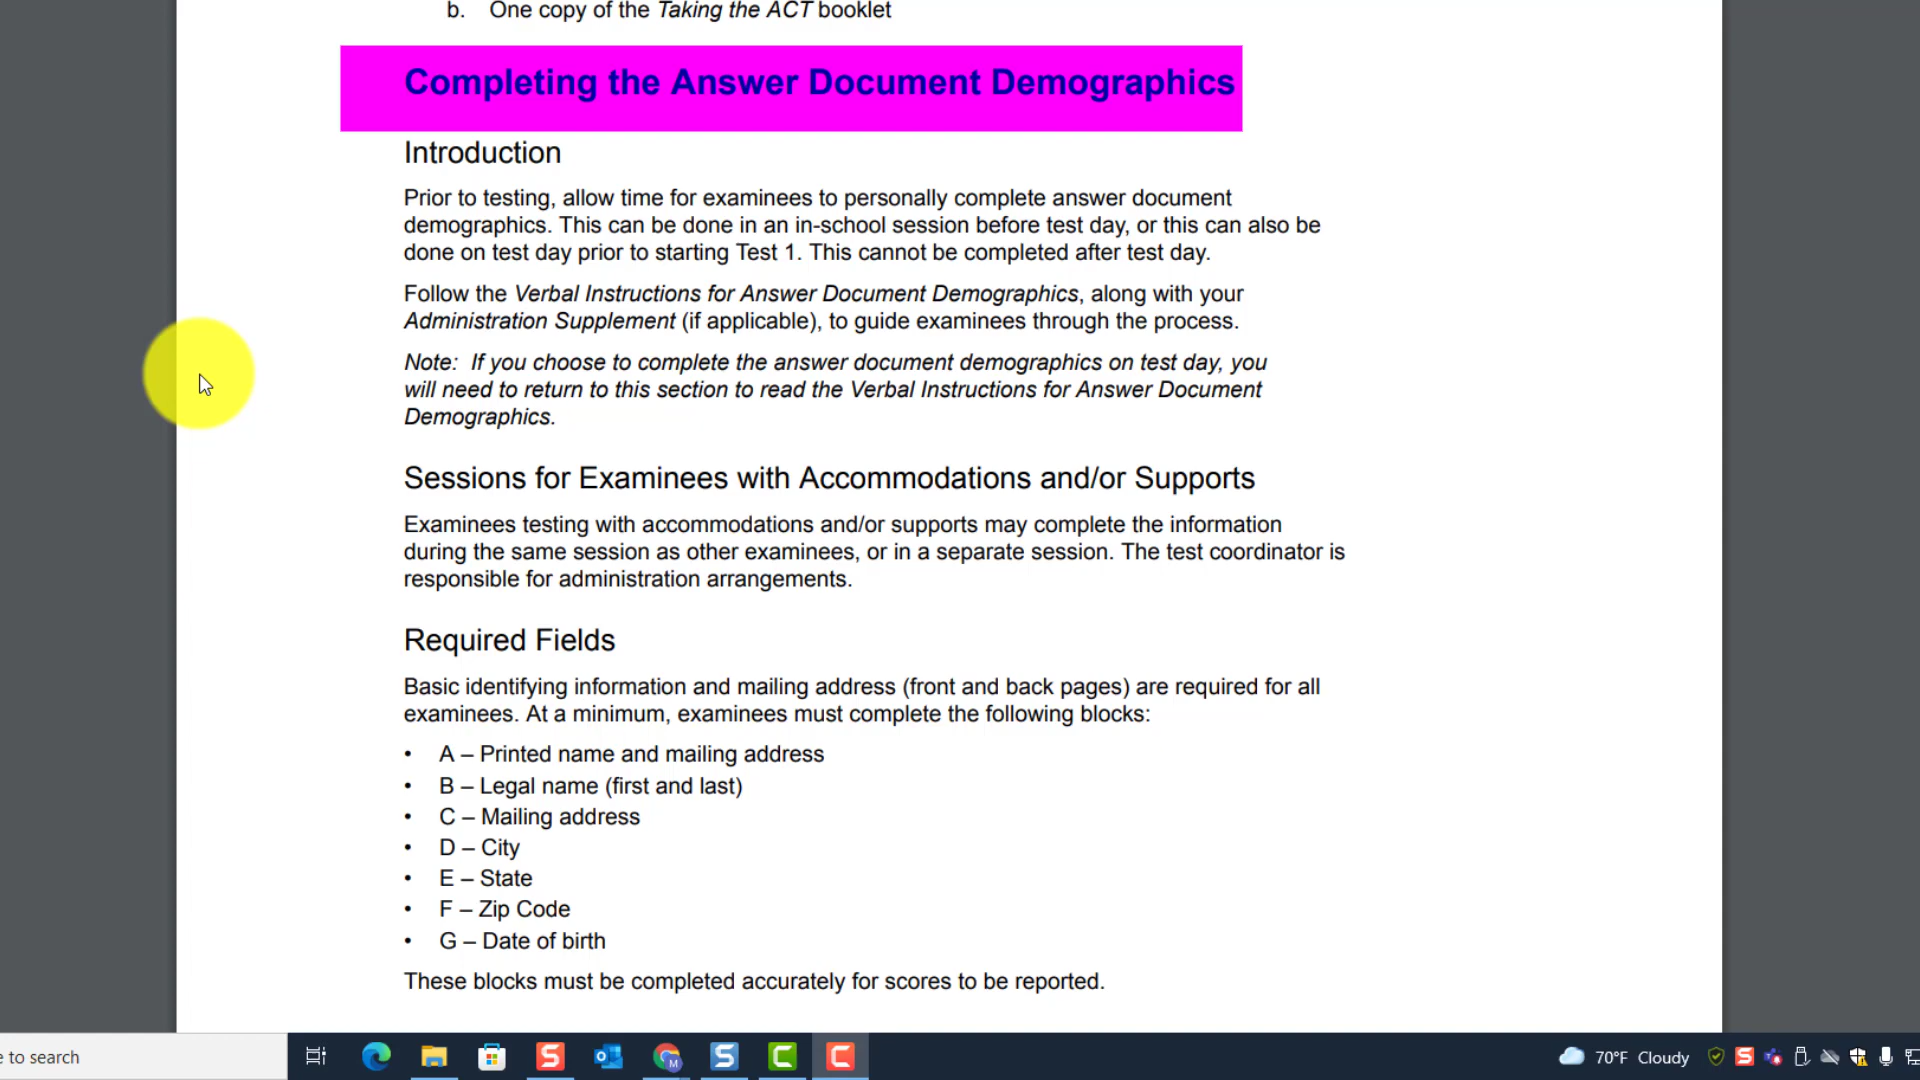 b. One copy of the Taking the ACT booklet
Completing the Answer Document Demographics
Introduction
Prior to testing, allow time for examinees to personally complete answer document
demographics. This can be done in an in-school session before test day, or this can also be
done on test day prior to starting Test 1. This cannot be completed after test day.
Follow the Verbal Instructions for Answer Document Demographics, along with your
Administration Supplement (if applicable), to guide examinees through the process.
Note: If you choose to complete the answer document demographics on test day, you
will need to return to this section to read the Verbal Instructions for Answer Document
Demographics.
Sessions for Examinees with Accommodations and/or Supports
Examinees testing with accommodations and/or supports may complete the information
during the same session as other examinees, or in a separate session. The test coordinator is
responsible for administration arrangements.
Required Fields
Basic identifying information and mailing address (front and back pages) are required for all
examinees. At a minimum, examinees must complete the following blocks:
• A – Printed name and mailing address
• B – Legal name (first and last)
• C – Mailing address
• D – City
• E – State
• F – Zip Code
• G – Date of birth
These blocks must be completed accurately for scores to be reported.
e to search
70°F Cloudy